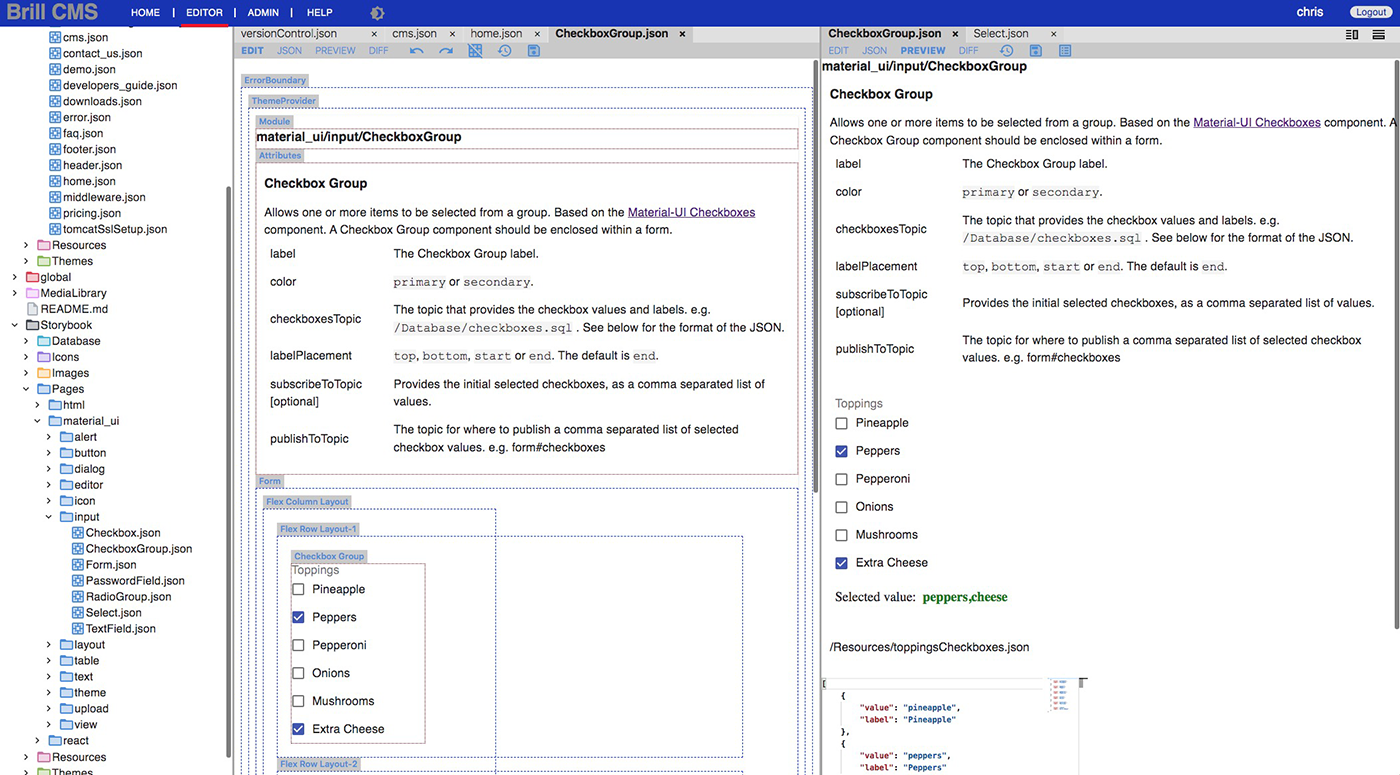 Brill CMS
HOME | EDITOR | ADMIN | HELP
chris
Logout
cms.json
contact_us.json
demo.json
developers_guide.json
downloads.json
error.json
faq.json
footer.json
header.json
home.json
middleware.json
pricing.json
tomcatSslSetup.json
Resources
Themes
global
MediaLibrary
README.md
Storybook
Database
Icons
Images
Pages
html
material_ui
alert
button
dialog
editor
icon
input
Checkbox.json
CheckboxGroup.json
Form.json
PasswordField.json
RadioGroup.json
Select.json
TextField.json
layout
table
text
theme
upload
view
react
Resources
Themes
versionControl.json × cms.json × home.json × CheckboxGroup.json ×
EDIT JSON PREVIEW DIFF
ErrorBoundary
ThemeProvider
Module
material_ui/input/CheckboxGroup
Attributes
Checkbox Group
Allows one or more items to be selected from a group. Based on the Material-UI Checkboxes
component. A Checkbox Group component should be enclosed within a form.
label The Checkbox Group label.
color primary or secondary.
checkboxesTopic The topic that provides the checkbox values and labels. e.g.
/Database/checkboxes.sql . See below for the format of the JSON.
labelPlacement top, bottom, start or end. The default is end.
subscribeToTopic Provides the initial selected checkboxes, as a comma separated list of
[optional] values.
publishToTopic The topic for where to publish a comma separated list of selected
checkbox values. e.g. form#checkboxes
Form
Flex Column Layout
Flex Row Layout-1
Checkbox Group
Toppings
Pineapple
Peppers
Pepperoni
Onions
Mushrooms
Extra Cheese
Flex Row Layout-2
CheckboxGroup.json × Select.json ×
EDIT JSON PREVIEW DIFF
material_ui/input/CheckboxGroup
Checkbox Group
Allows one or more items to be selected from a group. Based on the Material-UI Checkboxes component. A
Checkbox Group component should be enclosed within a form.
label The Checkbox Group label.
color primary or secondary.
checkboxesTopic The topic that provides the checkbox values and labels. e.g.
/Database/checkboxes.sql . See below for the format of the JSON.
labelPlacement top, bottom, start or end. The default is end.
subscribeToTopic
[optional] Provides the initial selected checkboxes, as a comma separated list of values.
publishToTopic The topic for where to publish a comma separated list of selected checkbox
values. e.g. form#checkboxes
Toppings
Pineapple
Peppers
Pepperoni
Onions
Mushrooms
Extra Cheese
Selected value: peppers,cheese
/Resources/toppingsCheckboxes.json
[
{
"value": "pineapple",
"label": "Pineapple"
},
{
"value": "peppers",
"label": "Peppers"